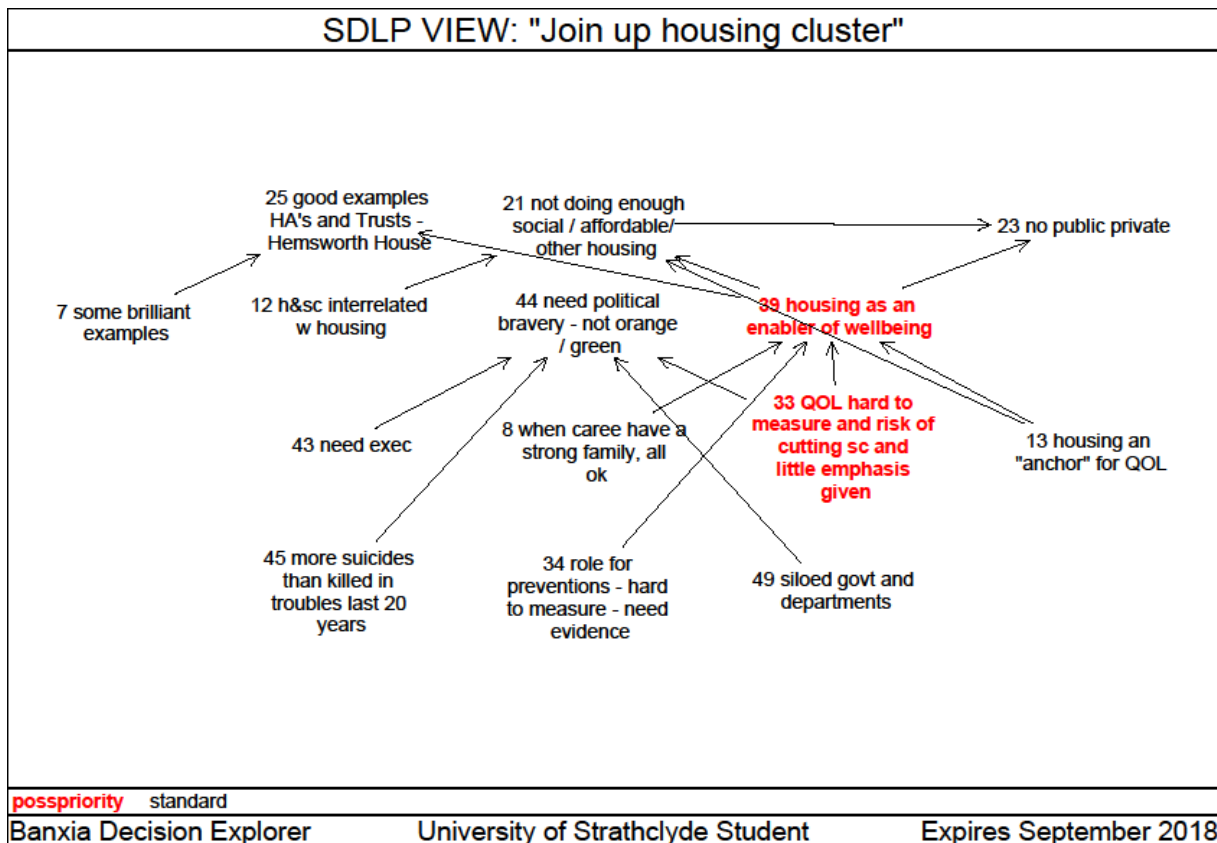 SDLP VIEW: "Join up housing cluster"
25 good examples
HA's and Trusts -
Hemsworth House
21 not doing enough
social / affordable/
other housing
23 no public private
7 some brilliant
examples
12 h&sc interrelated
w housing
44 need political
bravery - not orange
/ green
39 housing as an
enabler of wellbeing
43 need exec
8 when caree have a
strong family, all
ok
33 QOL hard to
measure and risk of
cutting sc and
little emphasis
given
13 housing an
"anchor" for QOL
45 more suicides
than killed in
troubles last 20
years
34 role for
preventions - hard
to measure - need
evidence
49 siloed govt and
departments
posspriority standard
Banxia Decision Explorer University of Strathclyde Student Expires September 2018